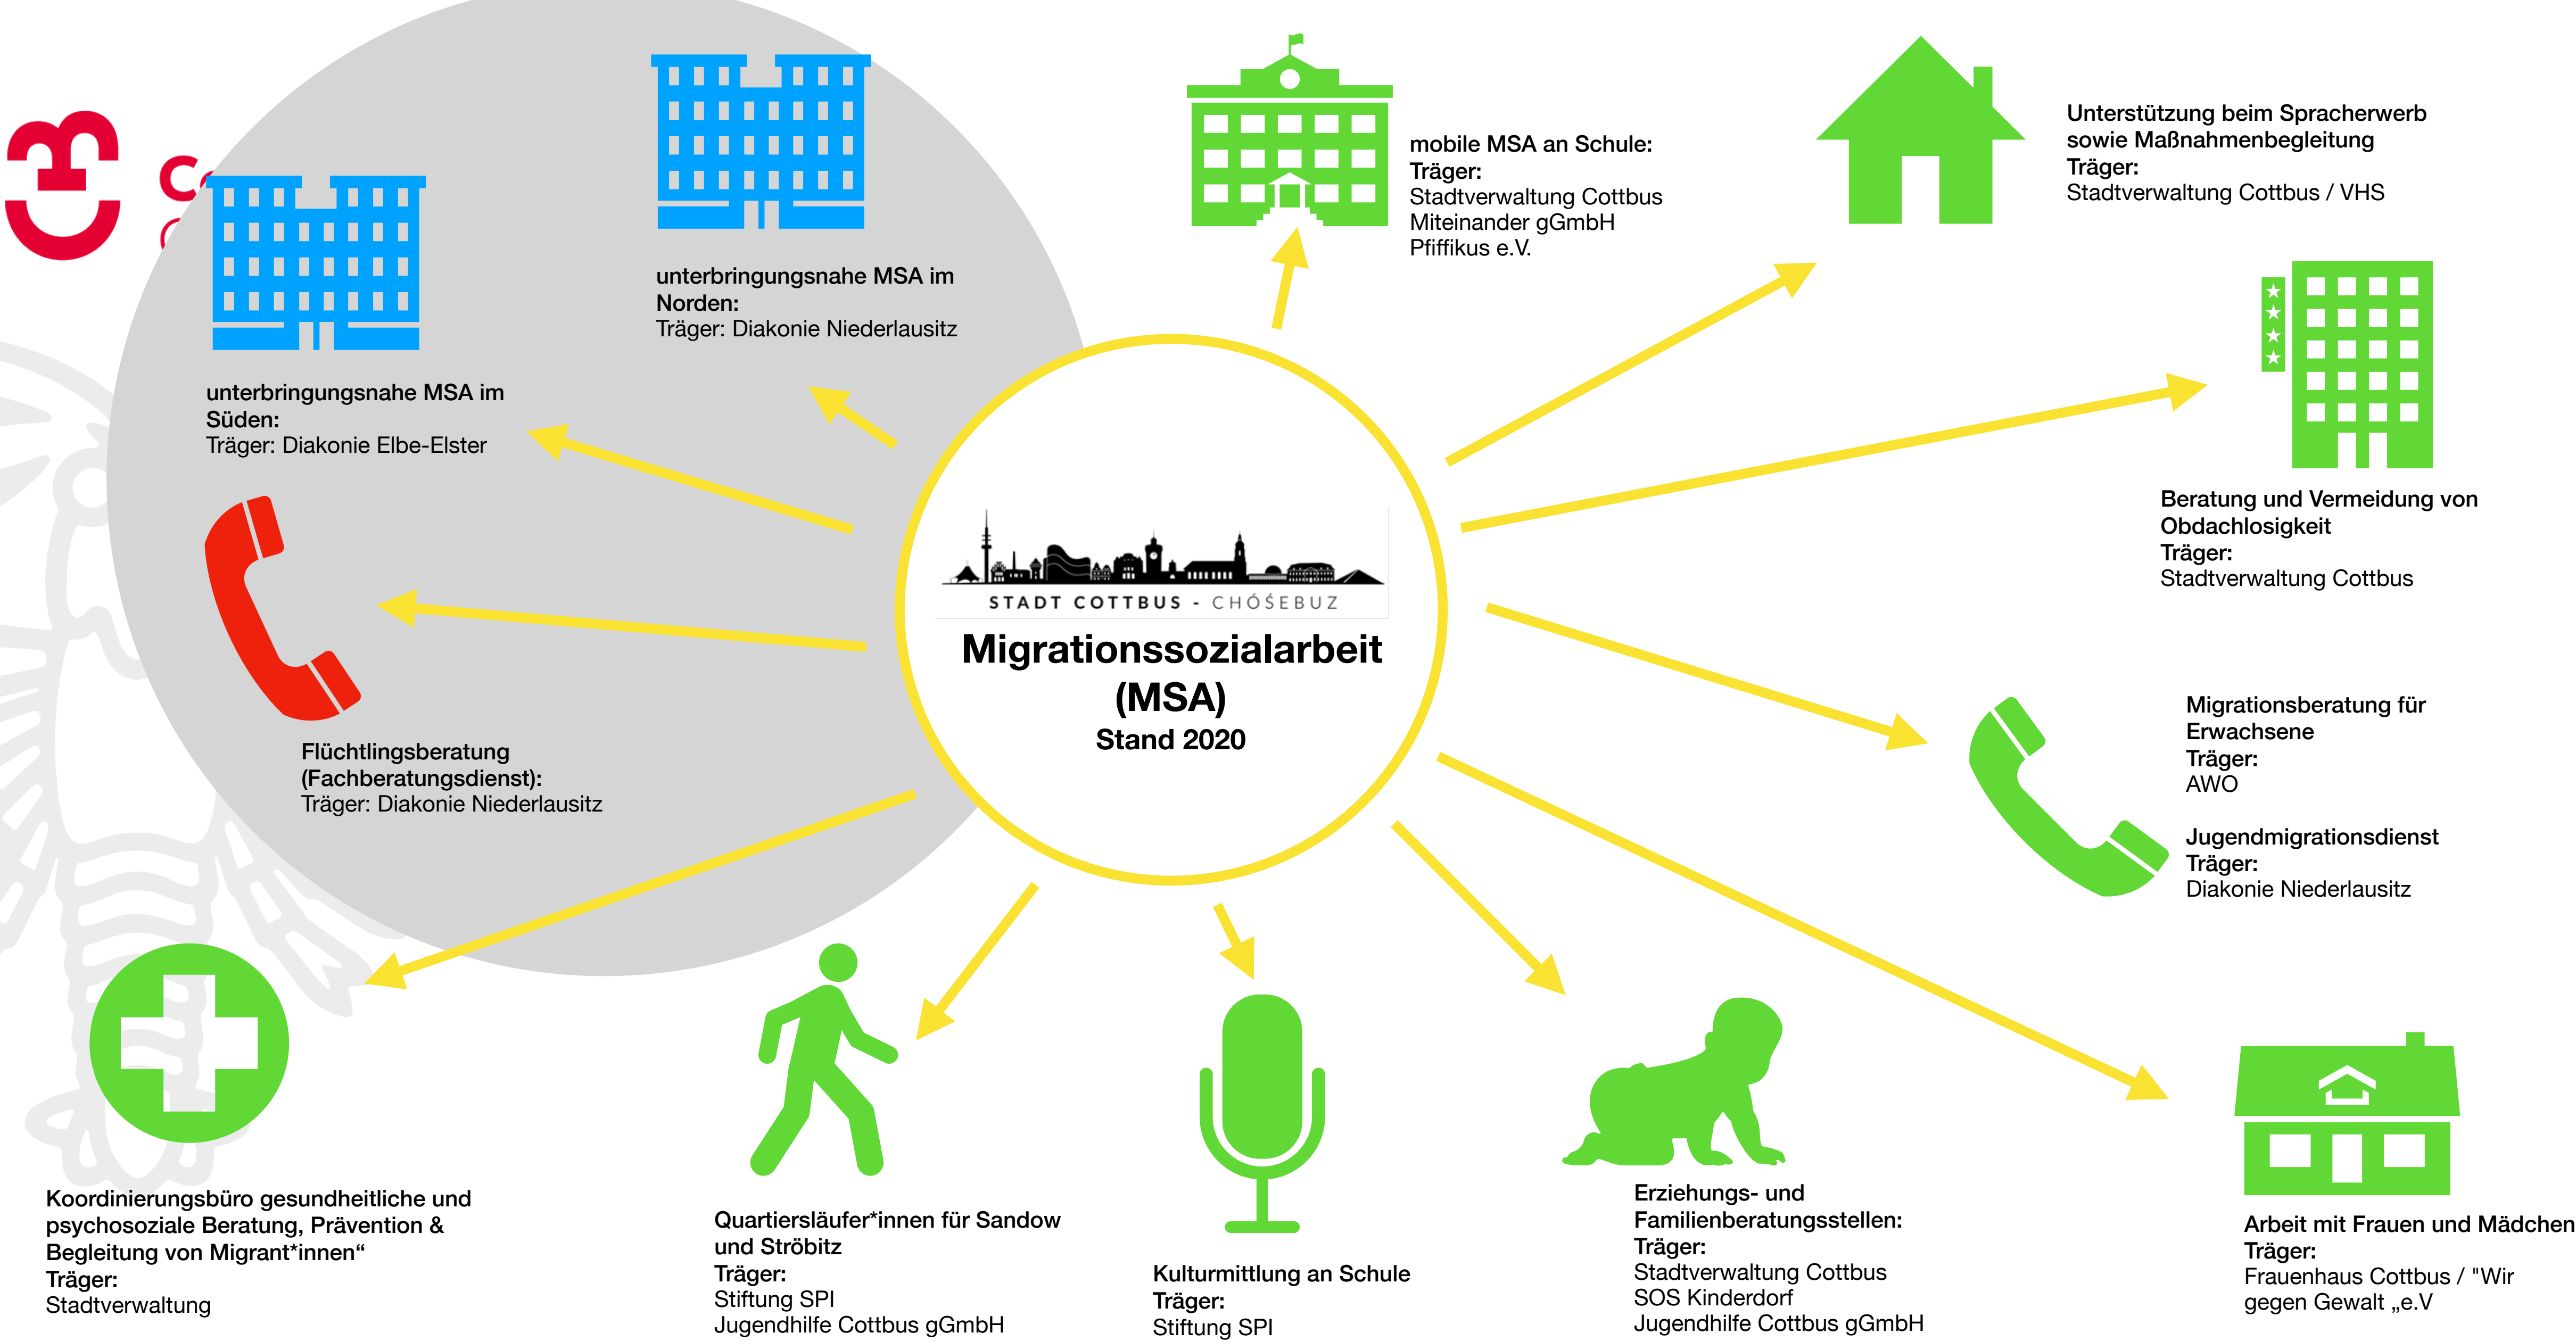 unterbringungsnahe MSA im
Norden:
Träger: Diakonie Niederlausitz
unterbringungsnahe MSA im
Süden:
Träger: Diakonie Elbe-Elster
Flüchtlingsberatung
(Fachberatungsdienst):
Träger: Diakonie Niederlausitz
mobile MSA an Schule:
Träger:
Stadtverwaltung Cottbus
Miteinander gGmbH
Pfiffikus e.V.
Unterstützung beim Spracherwerb
sowie Maßnahmenbegleitung
Träger:
Stadtverwaltung Cottbus / VHS
Beratung und Vermeidung von
Obdachlosigkeit
Träger:
Stadtverwaltung Cottbus
STADT COTTBUS - CHÓŚEBUZ
Migrationssozialarbeit
(MSA)
Stand 2020
Migrationsberatung für
Erwachsene
Träger:
AWO
Jugendmigrationsdienst
Träger:
Diakonie Niederlausitz
Koordinierungsbüro gesundheitliche und
psychosoziale Beratung, Prävention &
Begleitung von Migrant*innen“
Träger:
Stadtverwaltung
Quartiersläufer*innen für Sandow
und Ströbitz
Träger:
Stiftung SPI
Jugendhilfe Cottbus gGmbH
Kulturmittlung an Schule
Träger:
Stiftung SPI
Erziehungs- und
Familienberatungsstellen:
Träger:
Stadtverwaltung Cottbus
SOS Kinderdorf
Jugendhilfe Cottbus gGmbH
Arbeit mit Frauen und Mädchen
Träger:
Frauenhaus Cottbus / "Wir
gegen Gewalt „e.V